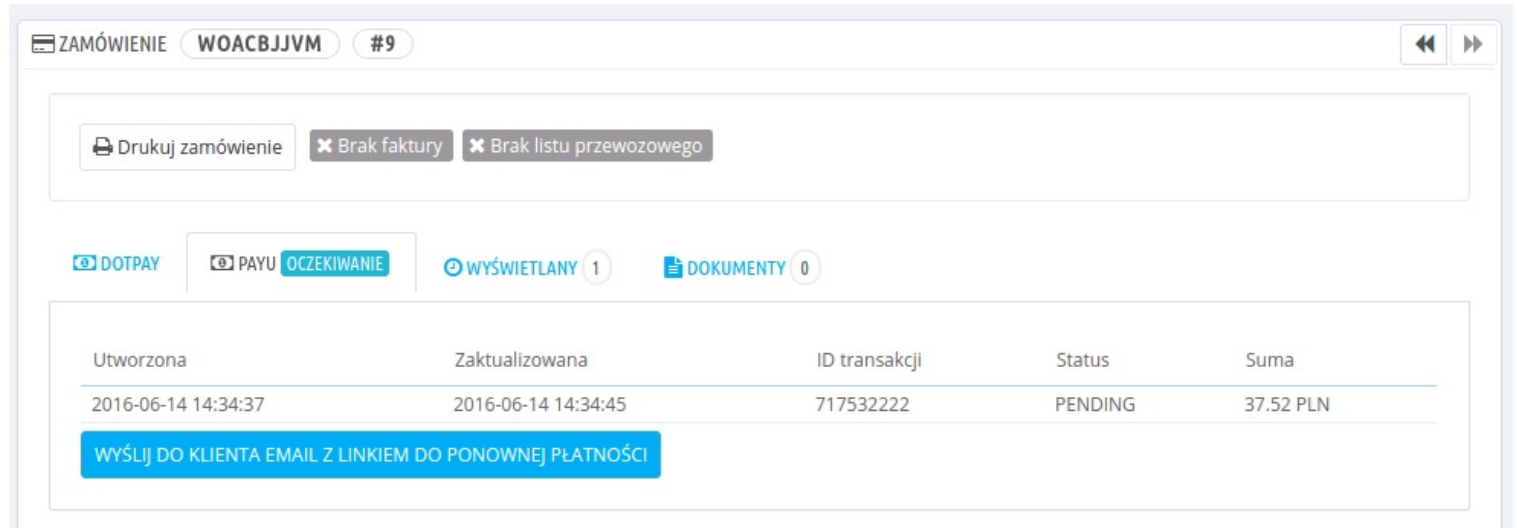 ZAMÓWIENIE WOACBJJVM #9
Drukuj zamówienie Brak faktury Brak listu przewozowego
DOTPAY PAYU OCZEKIWANIE WYŚWIETLANY 1 DOKUMENTY 0
Utworzona Zaktualizowana ID transakcji Status Suma
2016-06-14 14:34:37 2016-06-14 14:34:45 717532222 PENDING 37.52 PLN
WYŚLIJ DO KLIENTA EMAIL Z LINKIEM DO PONOWNEJ PŁATNOŚCI